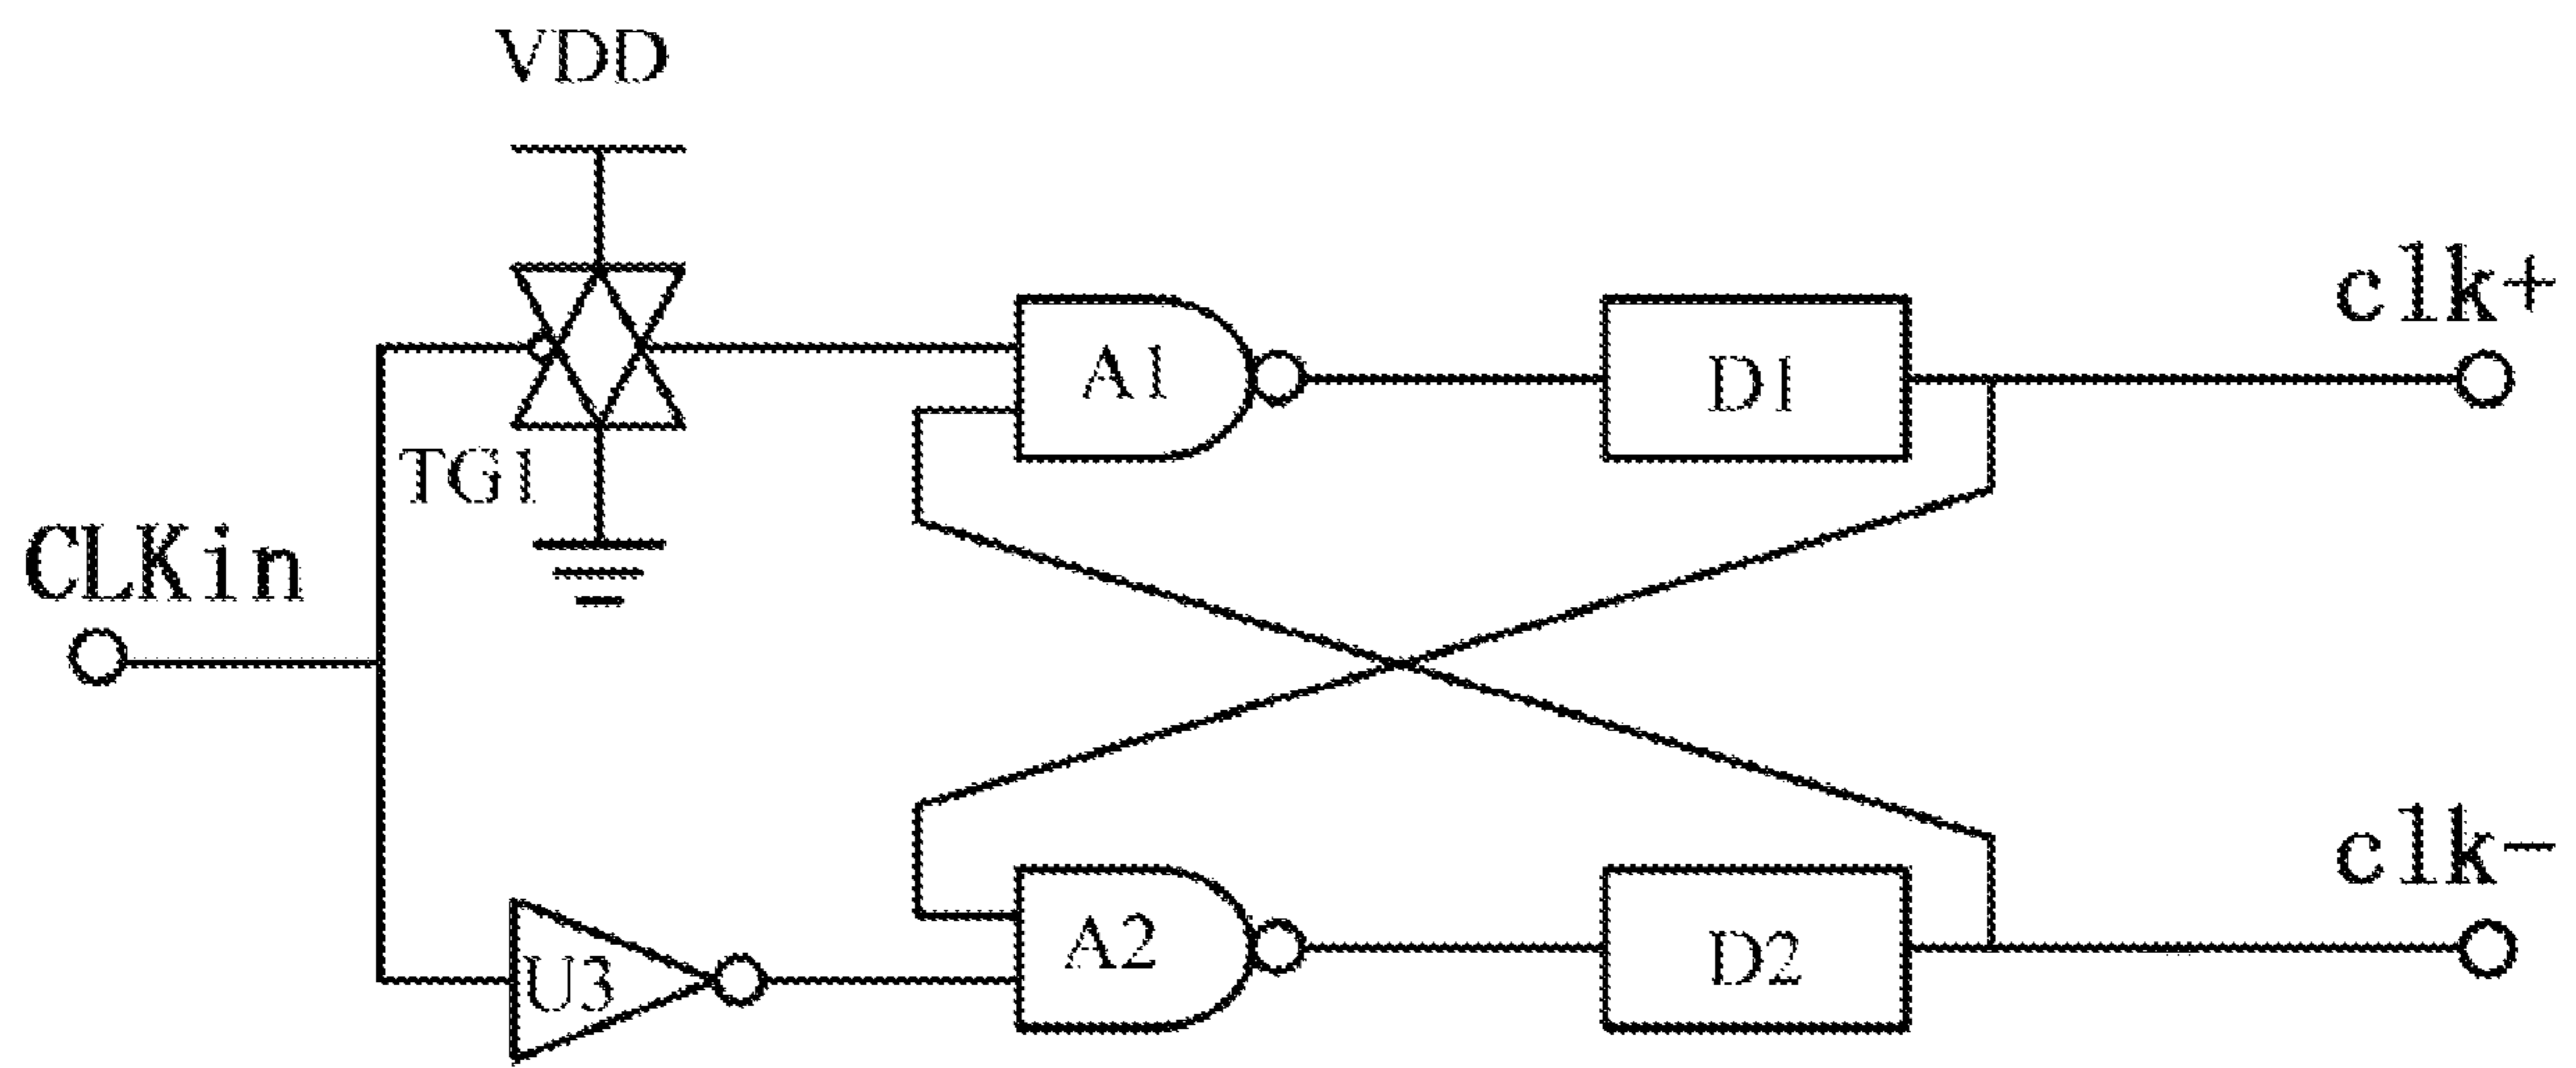 VDD
clk+
A1
D1
TG1
CLKin
clk-
A2
D2
U3